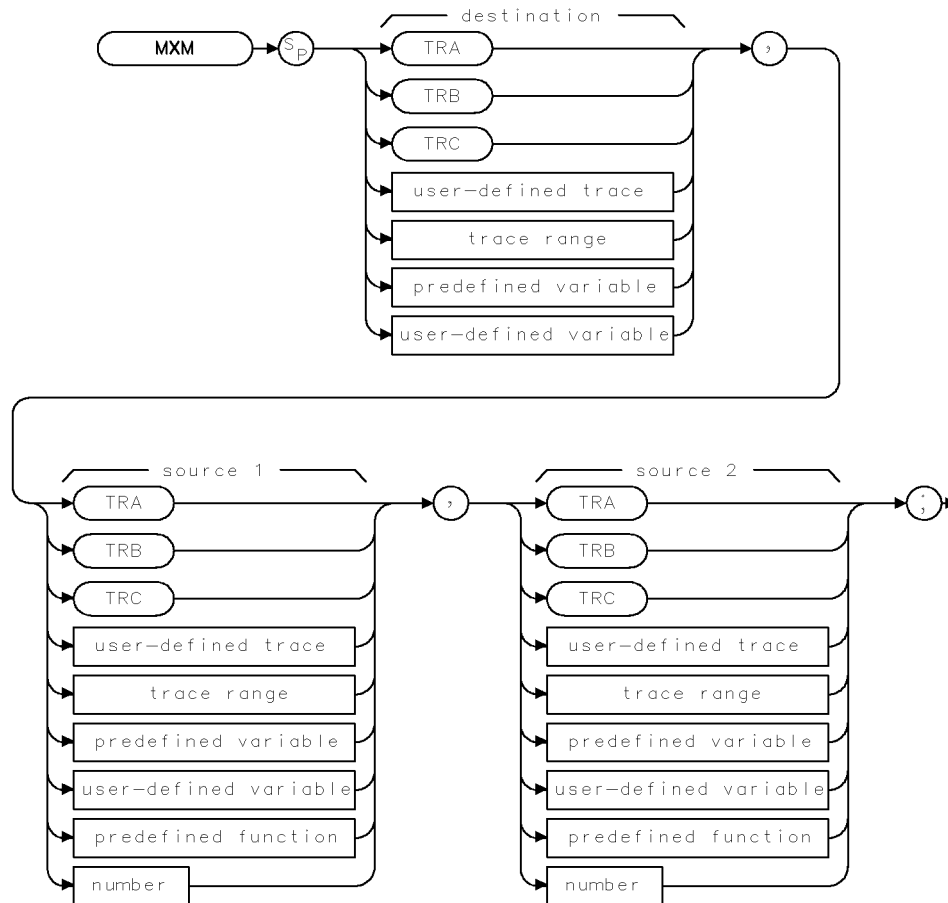 destination
MXM SP TRA ,
TRB
TRC
user-defined trace
trace range
predefined variable
user-defined variable
source 1 source 2
TRA , TRA ;
TRB TRB
TRC TRC
user-defined trace user-defined trace
trace range trace range
predefined variable predefined variable
user-defined variable user-defined variable
predefined function predefined function
number number